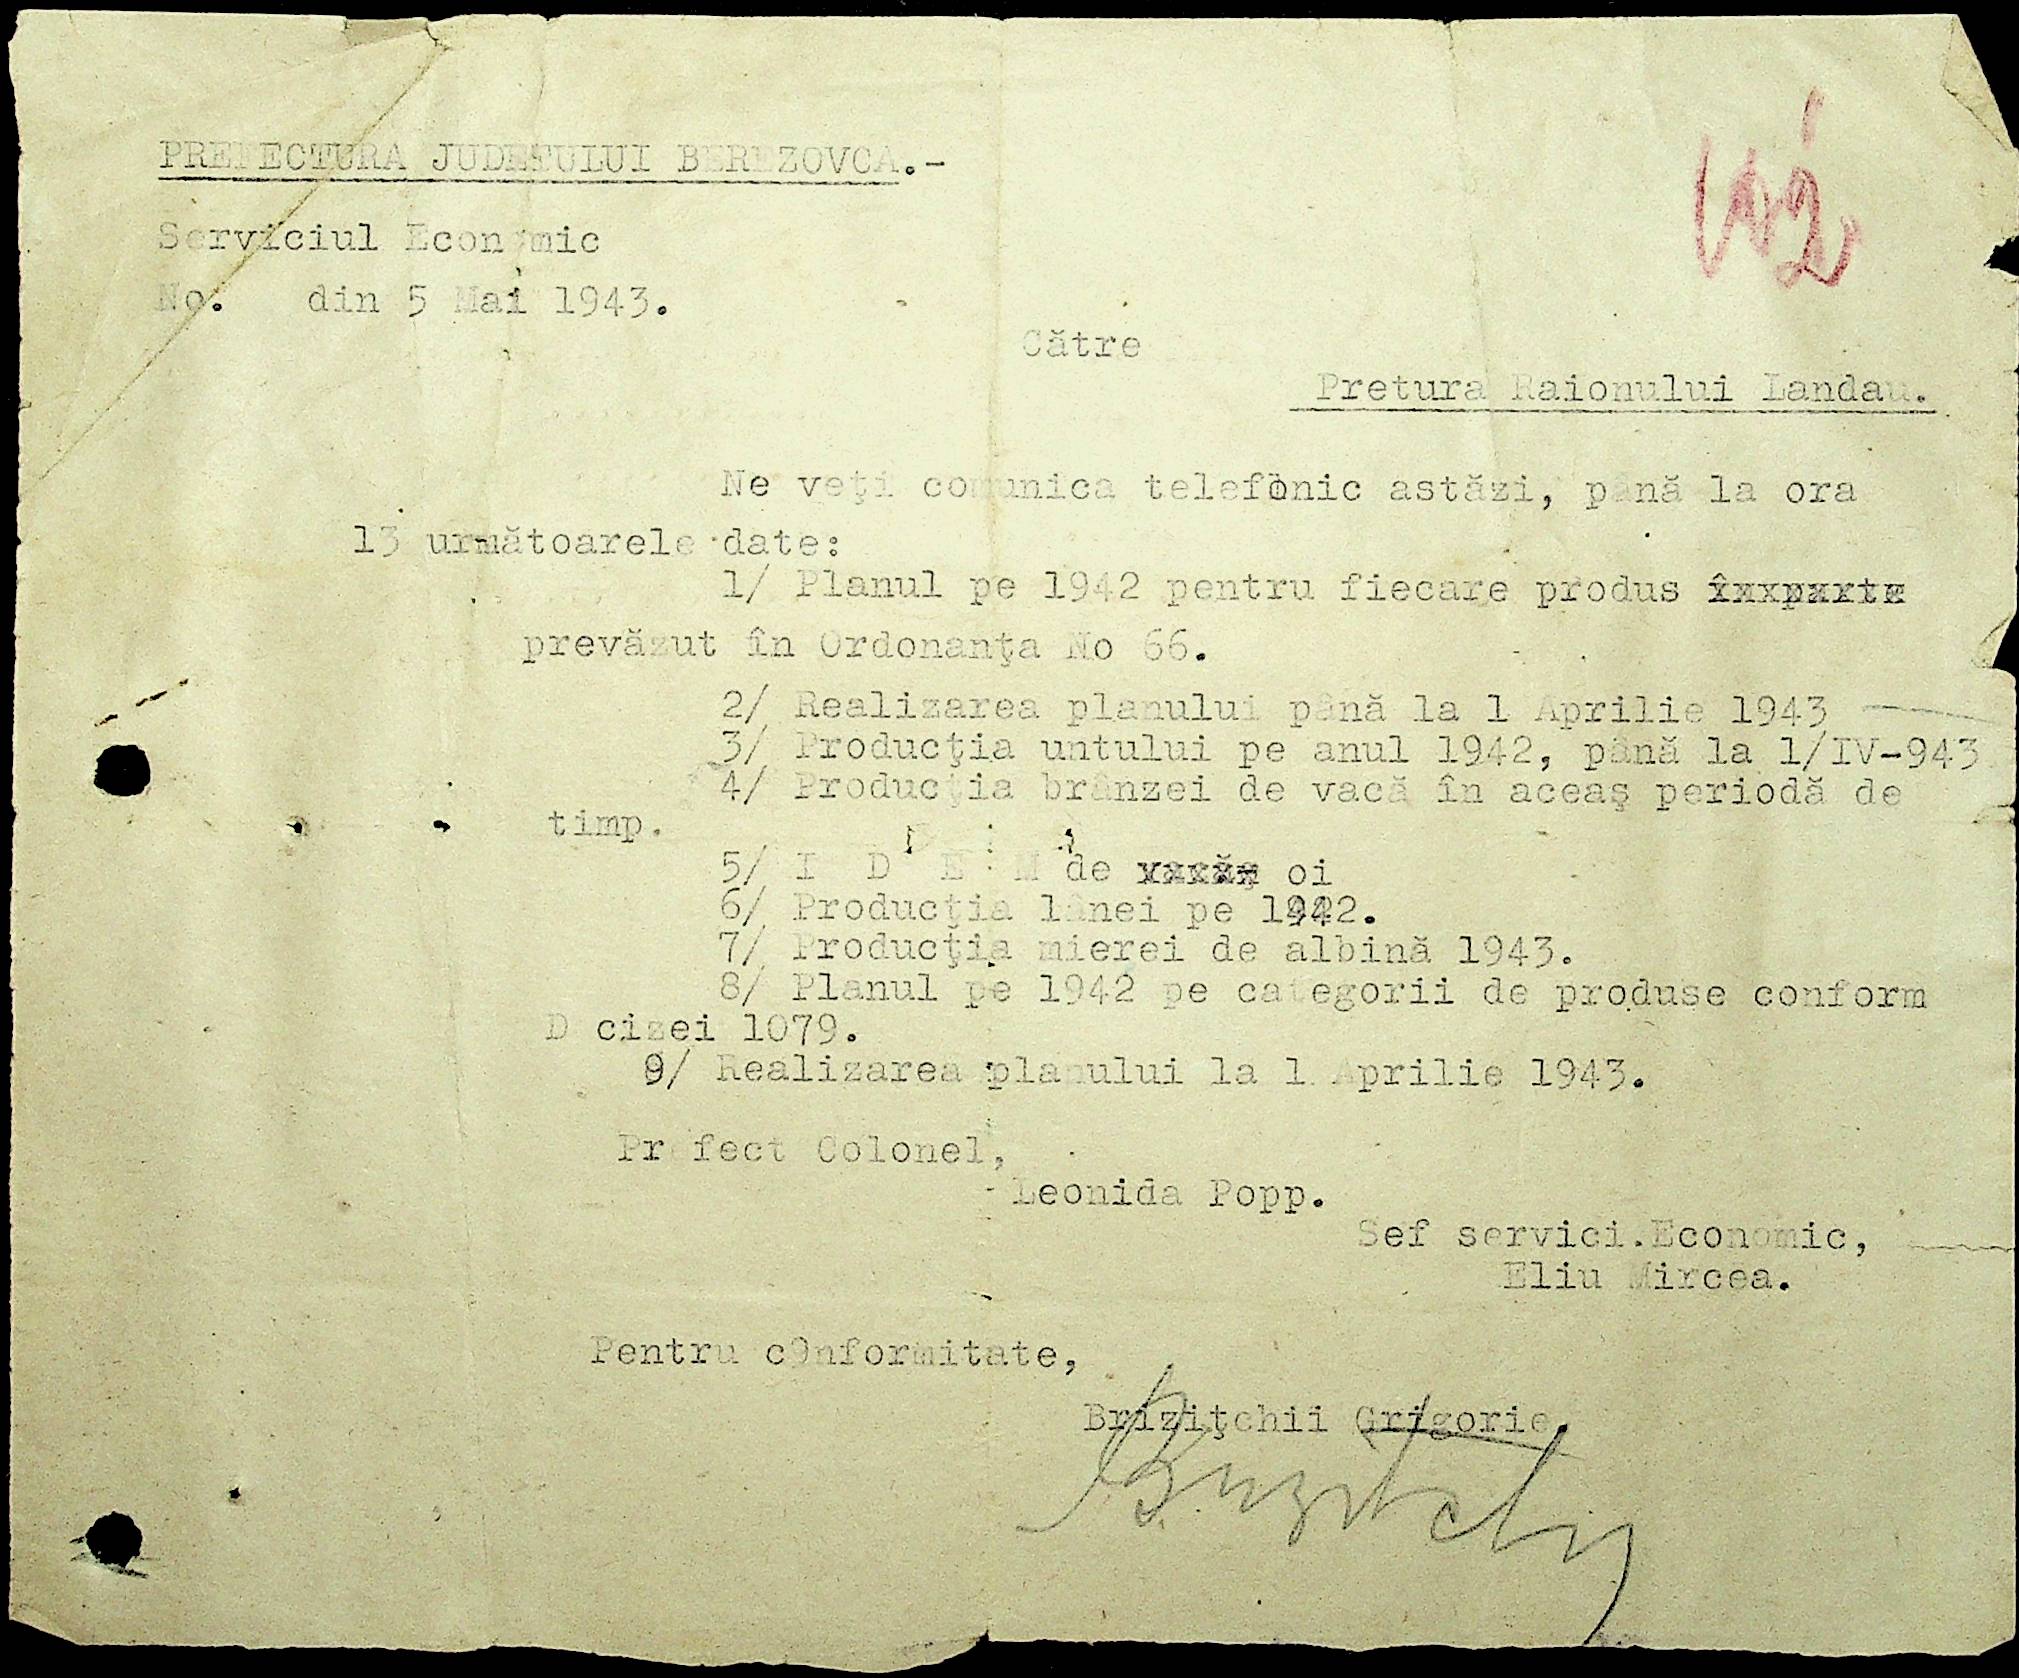 PREFECTURA JUDEŢULUI BEREZOVCA.-
Serviciul Economic
No. din 5 Mai 1943.
Către
Pretura Raionului Landau.
Ne veţi comunica telefonic astăzi, până la ora
13 următoarele date:
1/ Planul pe 1942 pentru fiecare produs
prevăzut în Ordonanţa No 66.
2/ Realizarea planului până la 1 Aprilie 1943
3/ Producţia untului pe anul 1942, până la 1/IV-943
4/ Producţia brânzei de vacă în aceaş periodă de
timp.
5/ I D E M de oi
6/ Producţia lânei pe 1942.
7/ Producţia mierei de albină 1943.
8/ Planul pe 1942 pe categorii de produse conform
D cizei 1079.
9/ Realizarea planului la 1 Aprilie 1943.
Prefect Colonel,
Leonida Popp.
Sef servici.Economic,
Eliu Mircea.
Pentru c9nformitate,
Briziţchii Grigorie.